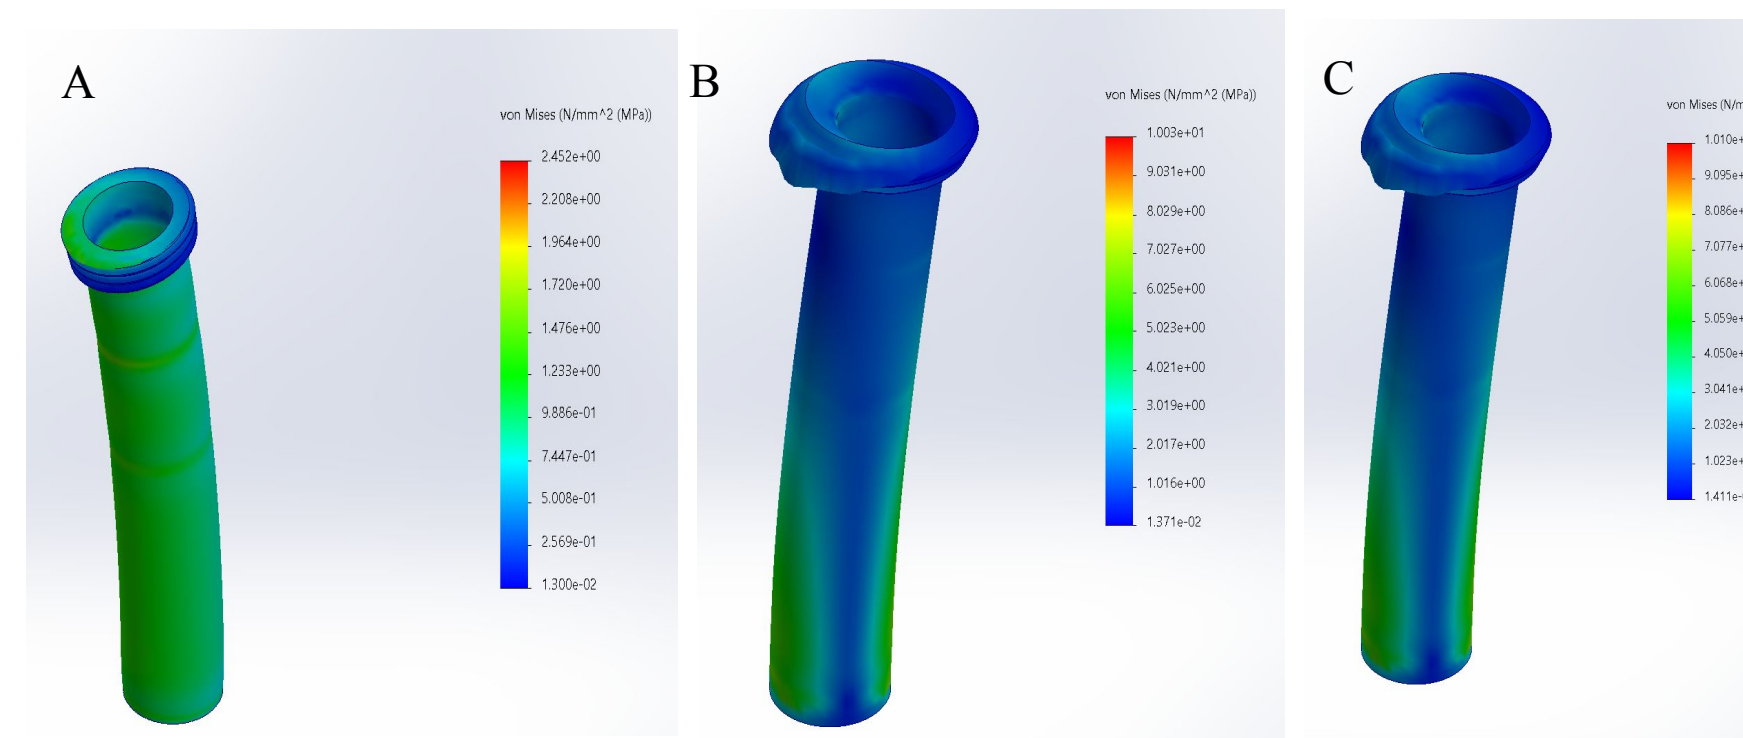 A
von Mises (N/mm^2 (MPa))
2.452e+00
2.208e+00
1.964e+00
1.720e+00
1.476e+00
1.233e+00
9.886e-01
7.447e-01
5.008e-01
2.569e-01
1.300e-02
B
von Mises (N/mm^2 (MPa))
1.003e+01
9.031e+00
8.029e+00
7.027e+00
6.025e+00
5.023e+00
4.021e+00
3.019e+00
2.017e+00
1.016e+00
1.371e-02
C
von Mises (N/m
1.010e+
9.095e+
8.086e+
7.077e+
6.068e+
5.059e+
4.050e+
3.041e+
2.032e+
1.023e+
1.411e-